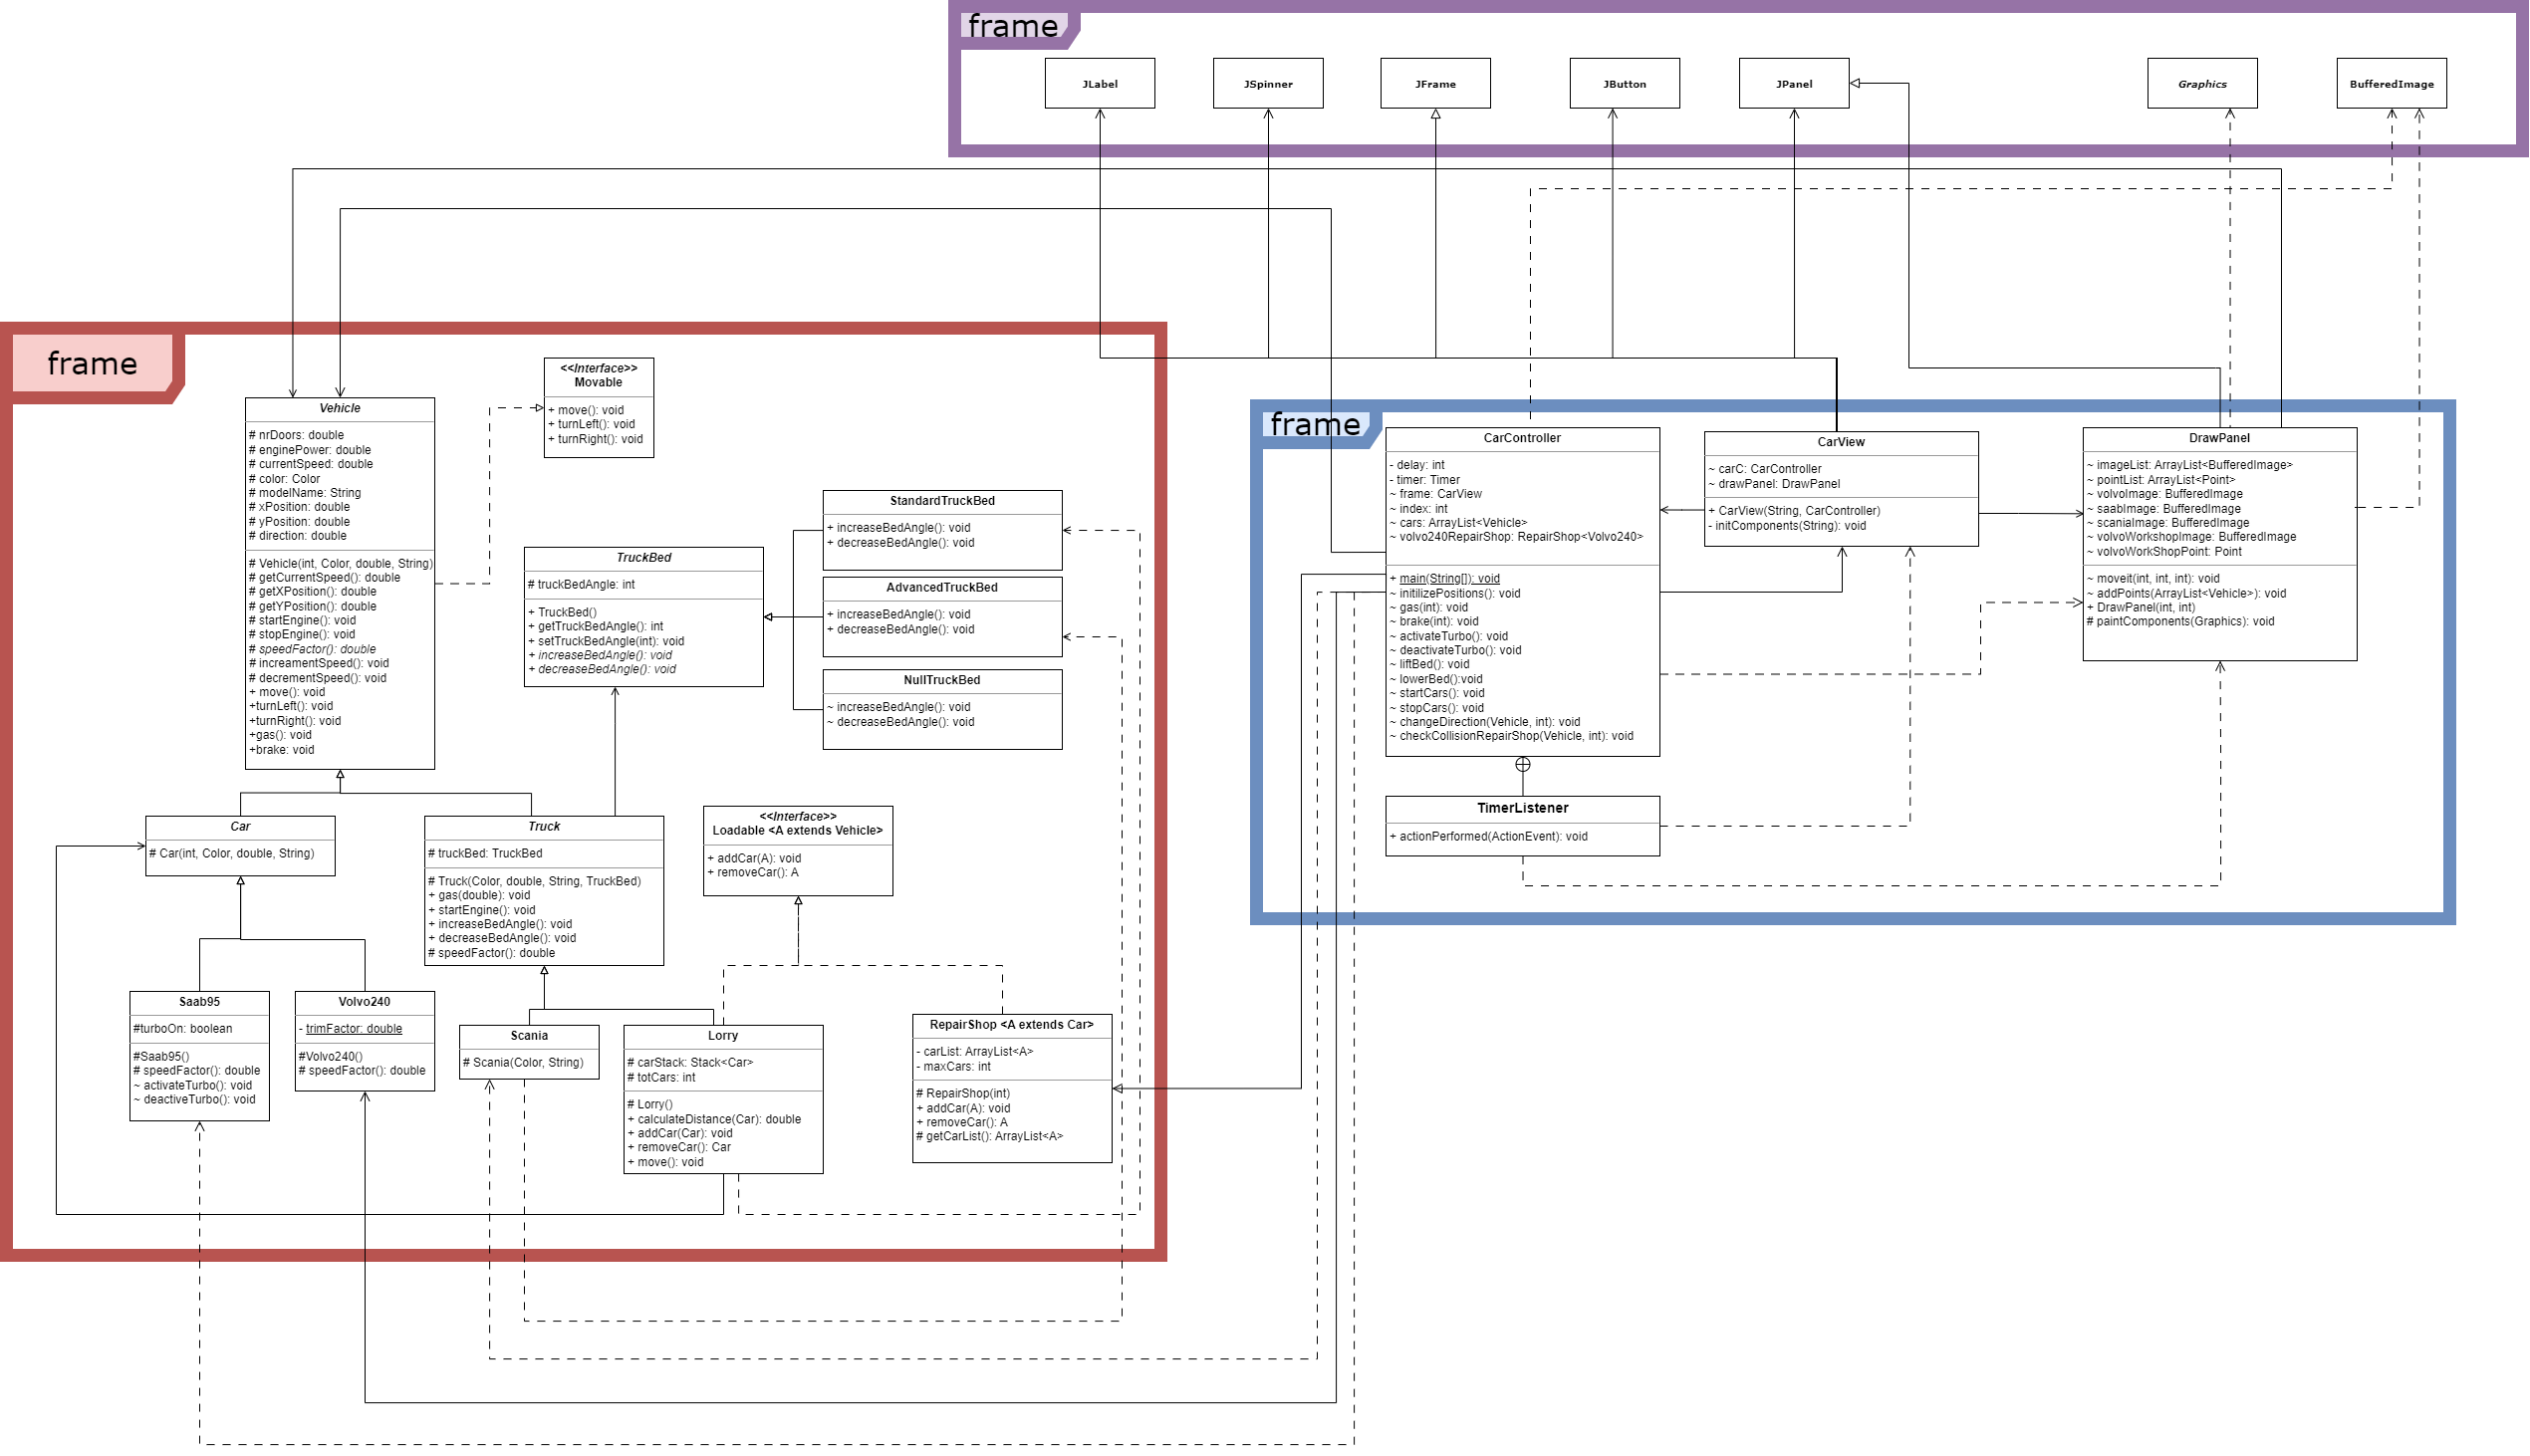 frame
JLabel
JSpinner
JFrame
JButton
JPanel
Graphics
BufferedImage
frame
<<Interface>>
Movable
+ move(): void
+ turnLeft(): void
+ turnRight(): void
Vehicle
# nrDoors: double
# enginePower: double
# currentSpeed: double
# color: Color
# modelName: String
# xPosition: double
# yPosition: double
# direction: double
# Vehicle(int, Color, double, String)
# getCurrentSpeed(): double
# getXPosition(): double
# getYPosition(): double
# startEngine(): void
# stopEngine(): void
# speedFactor(): double
# increamentSpeed(): void
# decrementSpeed(): void
+ move(): void
+turnLeft(): void
+turnRight(): void
+gas(): void
+brake: void
StandardTruckBed
+ increaseBedAngle(): void
+ decreaseBedAngle(): void
TruckBed
# truckBedAngle: int
+ TruckBed()
+ getTruckBedAngle(): int
+ setTruckBedAngle(int): void
+ increaseBedAngle(): void
+ decreaseBedAngle(): void
AdvancedTruckBed
+ increaseBedAngle(): void
+ decreaseBedAngle(): void
NullTruckBed
~ increaseBedAngle(): void
~ decreaseBedAngle(): void
Car
# Car(int, Color, double, String)
Truck
# truckBed: TruckBed
# Truck(Color, double, String, TruckBed)
+ gas(double): void
+ startEngine(): void
+ increaseBedAngle(): void
+ decreaseBedAngle(): void
# speedFactor(): double
<<Interface>>
Loadable <A extends Vehicle>
+ addCar(A): void
+ removeCar(): A
Saab95
#turboOn: boolean
#Saab95()
# speedFactor(): double
~ activateTurbo(): void
~ deactiveTurbo(): void
Volvo240
- trimFactor: double
#Volvo240()
# speedFactor(): double
Scania
# Scania(Color, String)
Lorry
# carStack: Stack<Car>
# totCars: int
# Lorry()
+ calculateDistance(Car): double
+ addCar(Car): void
+ removeCar(): Car
+ move(): void
RepairShop <A extends Car>
- carList: ArrayList<A>
- maxCars: int
# RepairShop(int)
+ addCar(A): void
+ removeCar(): A
# getCarList(): ArrayList<A>
frame
CarController
- delay: int
- timer: Timer
~ frame: CarView
~ index: int
~ cars: ArrayList<Vehicle>
~ volvo240RepairShop: RepairShop<Volvo240>
+ main(String[]): void
~ initilizePositions(): void
~ gas(int): void
~ brake(int): void
~ activateTurbo(): void
~ deactivateTurbo(): void
~ liftBed(): void
~ lowerBed():void
~ startCars(): void
~ stopCars(): void
~ changeDirection(Vehicle, int): void
~ checkCollisionRepairShop(Vehicle, int): void
TimerListener
+ actionPerformed(ActionEvent): void
CarView
~ carC: CarController
~ drawPanel: DrawPanel
+ CarView(String, CarController)
- initComponents(String): void
DrawPanel
~ imageList: ArrayList<BufferedImage>
~ pointList: ArrayList<Point>
~ volvoImage: BufferedImage
~ saabImage: BufferedImage
~ scaniaImage: BufferedImage
~ volvoWorkshopImage: BufferedImage
~ volvoWorkShopPoint: Point
~ moveit(int, int, int): void
~ addPoints(ArrayList<Vehicle>): void
+ DrawPanel(int, int)
# paintComponents(Graphics): void